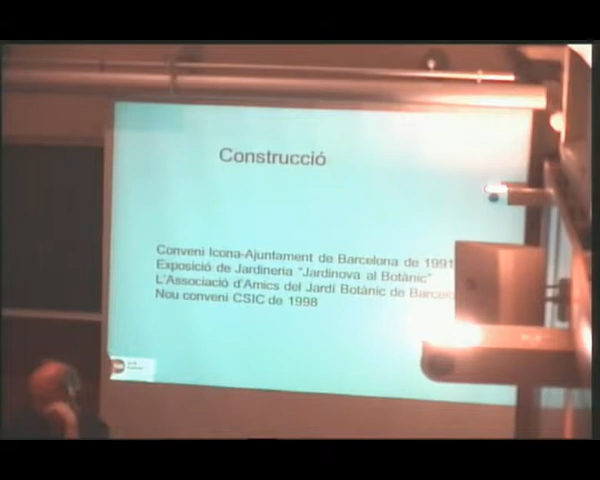 Construcció
Conveni Icona-Ajuntament de Barcelona de 1991
Exposició de Jardineria "Jardinova al Botànic"
L'Associació d'Amics del Jardí Botànic de
Nou conveni CSIC de 1998